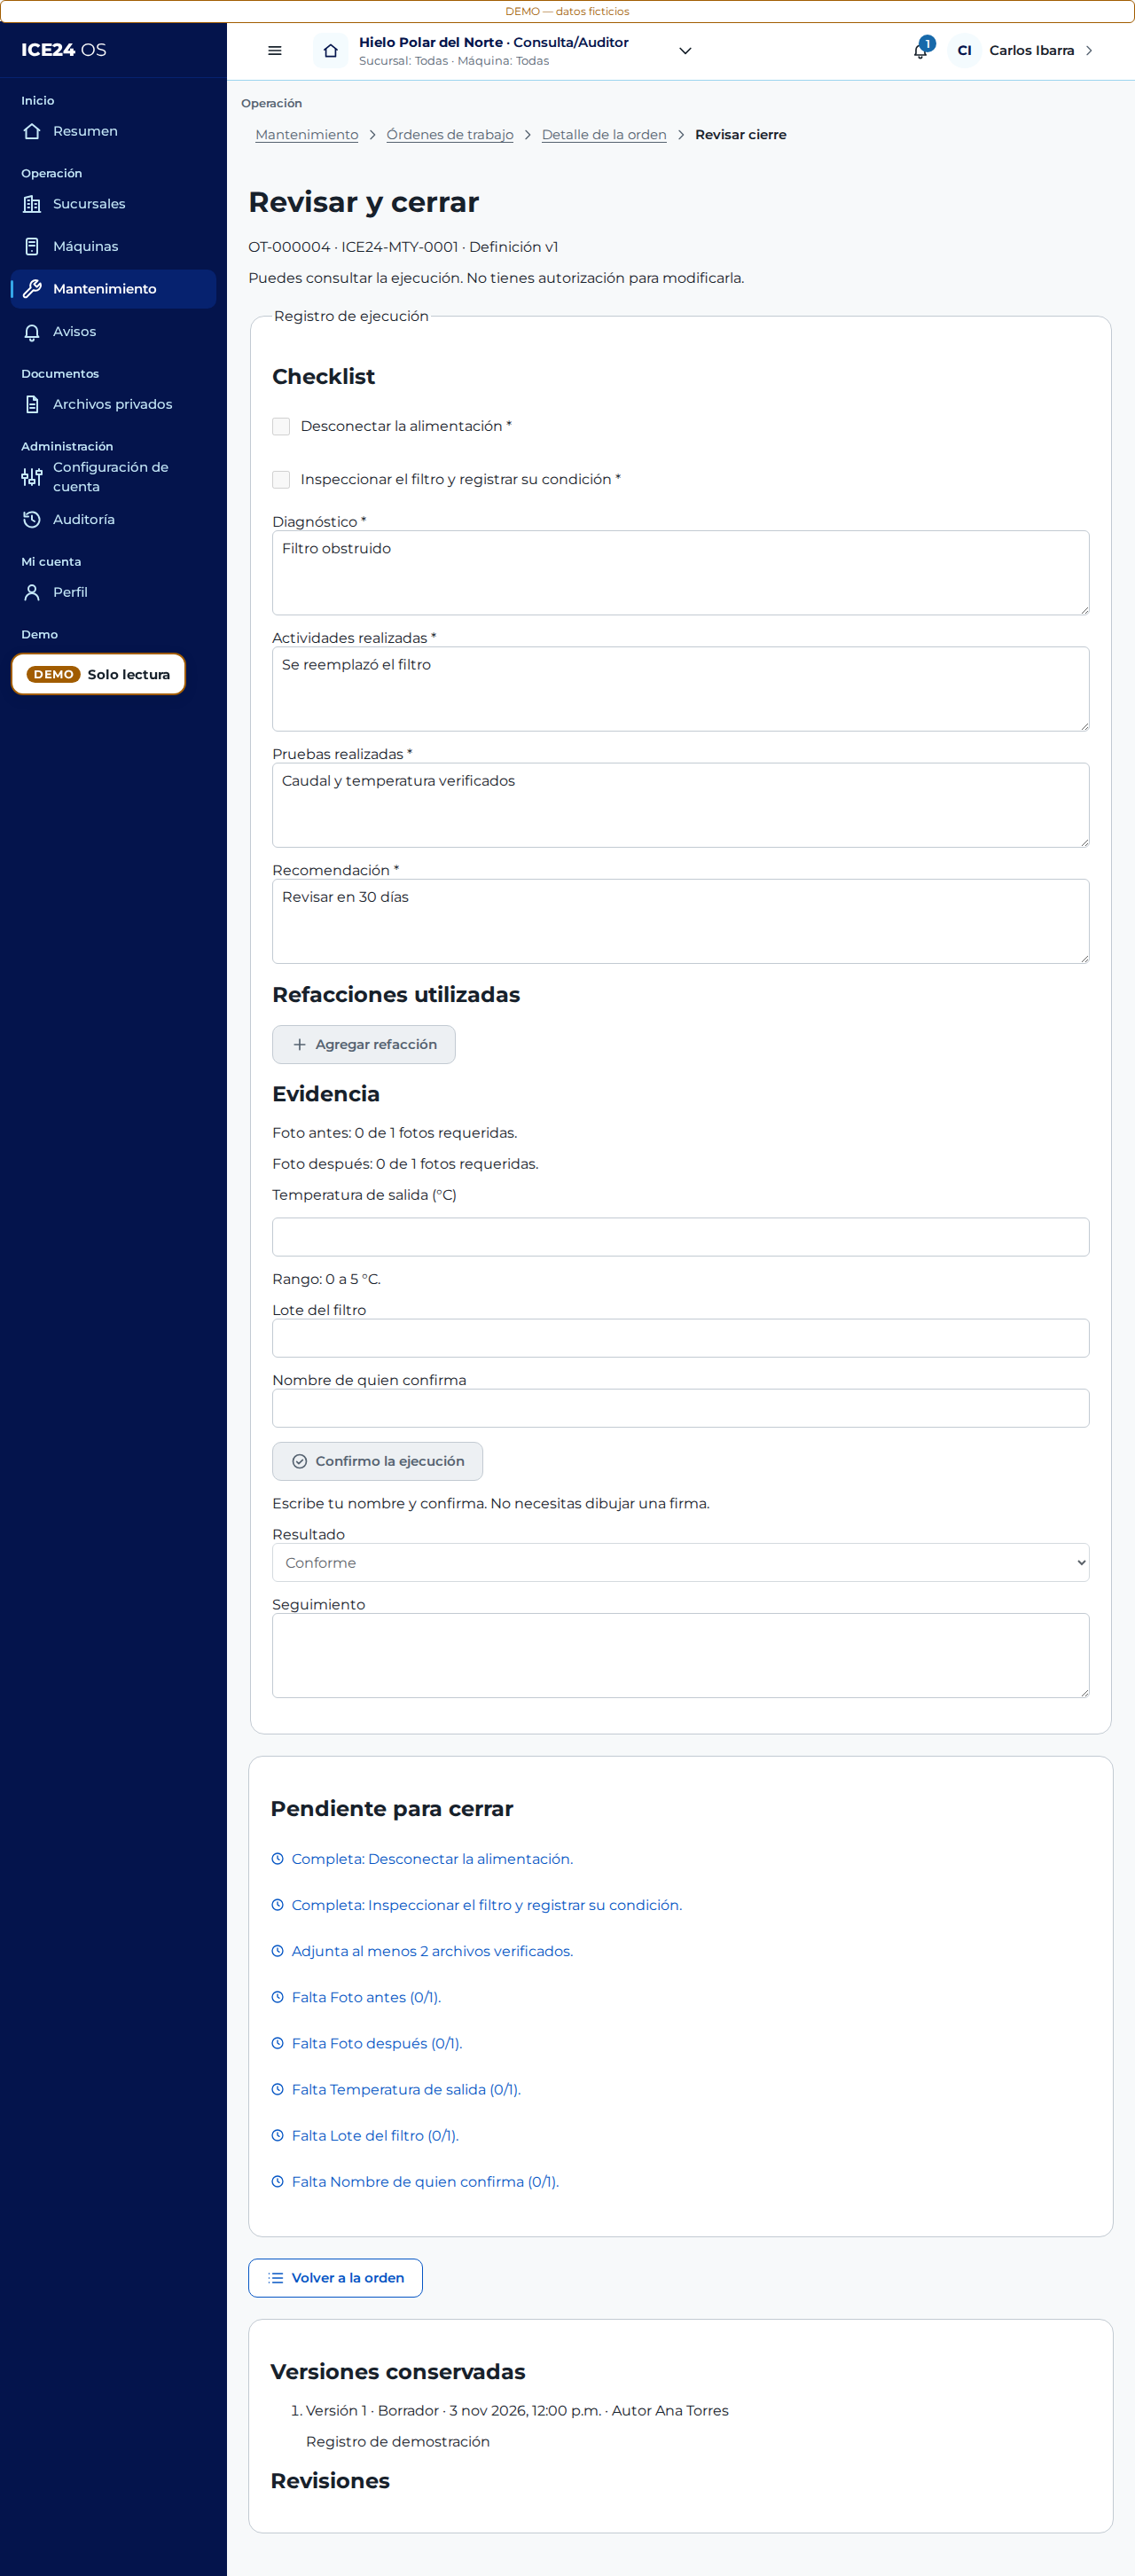 DEMO — datos ficticios
ICE24 OS
Inicio
Resumen
Operación
Sucursales
Máquinas
Mantenimiento
Avisos
Documentos
Archivos privados
Administración
Configuración de
cuenta
Auditoría
Mi cuenta
Perfil
Demo
DEMO Solo lectura
Hielo Polar del Norte · Consulta/Auditor
Sucursal: Todas · Máquina: Todas
1
CI Carlos Ibarra
Operación
Mantenimiento > Órdenes de trabajo > Detalle de la orden > Revisar cierre
Revisar y cerrar
OT-000004 · ICE24-MTY-0001 · Definición v1
Puedes consultar la ejecución. No tienes autorización para modificarla.
Registro de ejecución
Checklist
Desconectar la alimentación *
Inspeccionar el filtro y registrar su condición *
Diagnóstico *
Filtro obstruido
Actividades realizadas *
Se reemplazó el filtro
Pruebas realizadas *
Caudal y temperatura verificados
Recomendación *
Revisar en 30 días
Refacciones utilizadas
Agregar refacción
Evidencia
Foto antes: 0 de 1 fotos requeridas.
Foto después: 0 de 1 fotos requeridas.
Temperatura de salida (°C)
Rango: 0 a 5 °C.
Lote del filtro
Nombre de quien confirma
Confirmo la ejecución
Escribe tu nombre y confirma. No necesitas dibujar una firma.
Resultado
Conforme
Seguimiento
Pendiente para cerrar
Completa: Desconectar la alimentación.
Completa: Inspeccionar el filtro y registrar su condición.
Adjunta al menos 2 archivos verificados.
Falta Foto antes (0/1).
Falta Foto después (0/1).
Falta Temperatura de salida (0/1).
Falta Lote del filtro (0/1).
Falta Nombre de quien confirma (0/1).
Volver a la orden
Versiones conservadas
1. Versión 1 · Borrador · 3 nov 2026, 12:00 p.m. · Autor Ana Torres
Registro de demostración
Revisiones